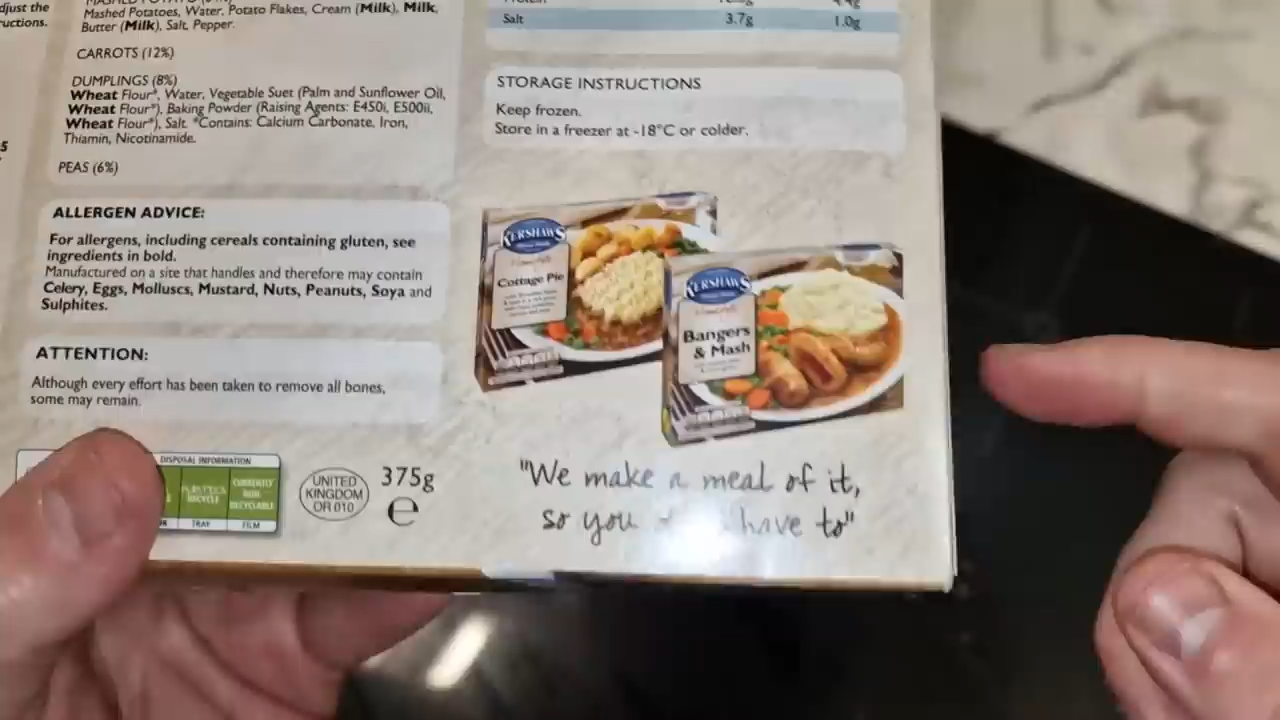 djust the
ructions.
Mashed Potatoes, Water, Potato Flakes, Cream (Milk), Milk,
Butter (Milk), Salt, Pepper.
CARROTS (12%)
DUMPLINGS (8%)
Wheat Flour*, Water, Vegetable Suet (Palm and Sunflower Oil,
Wheat Flour*), Baking Powder (Raising Agents: E450i, E500ii,
Wheat Flour*), Salt. *Contains: Calcium Carbonate, Iron,
Thiamin, Nicotinamide.
PEAS (6%)
ALLERGEN ADVICE:
For allergens, including cereals containing gluten, see
ingredients in bold.
Manufactured on a site that handles and therefore may contain
Celery, Eggs, Molluscs, Mustard, Nuts, Peanuts, Soya and
Sulphites.
ATTENTION:
Although every effort has been taken to remove all bones,
some may remain.
DISPOSAL INFORMATION
RECYCLE
CURRENTLY
NOT
RECYCLABLE
TRAY
FILM
UNITED
KINGDOM
OR 010
375g
e
Salt 3.7g 1.0g
STORAGE INSTRUCTIONS
Keep frozen.
Store in a freezer at -18°C or colder.
KERSHAWS
Cottage Pie
KERSHAWS
Bangers
& Mash
"We make a meal of it,
so you have to"